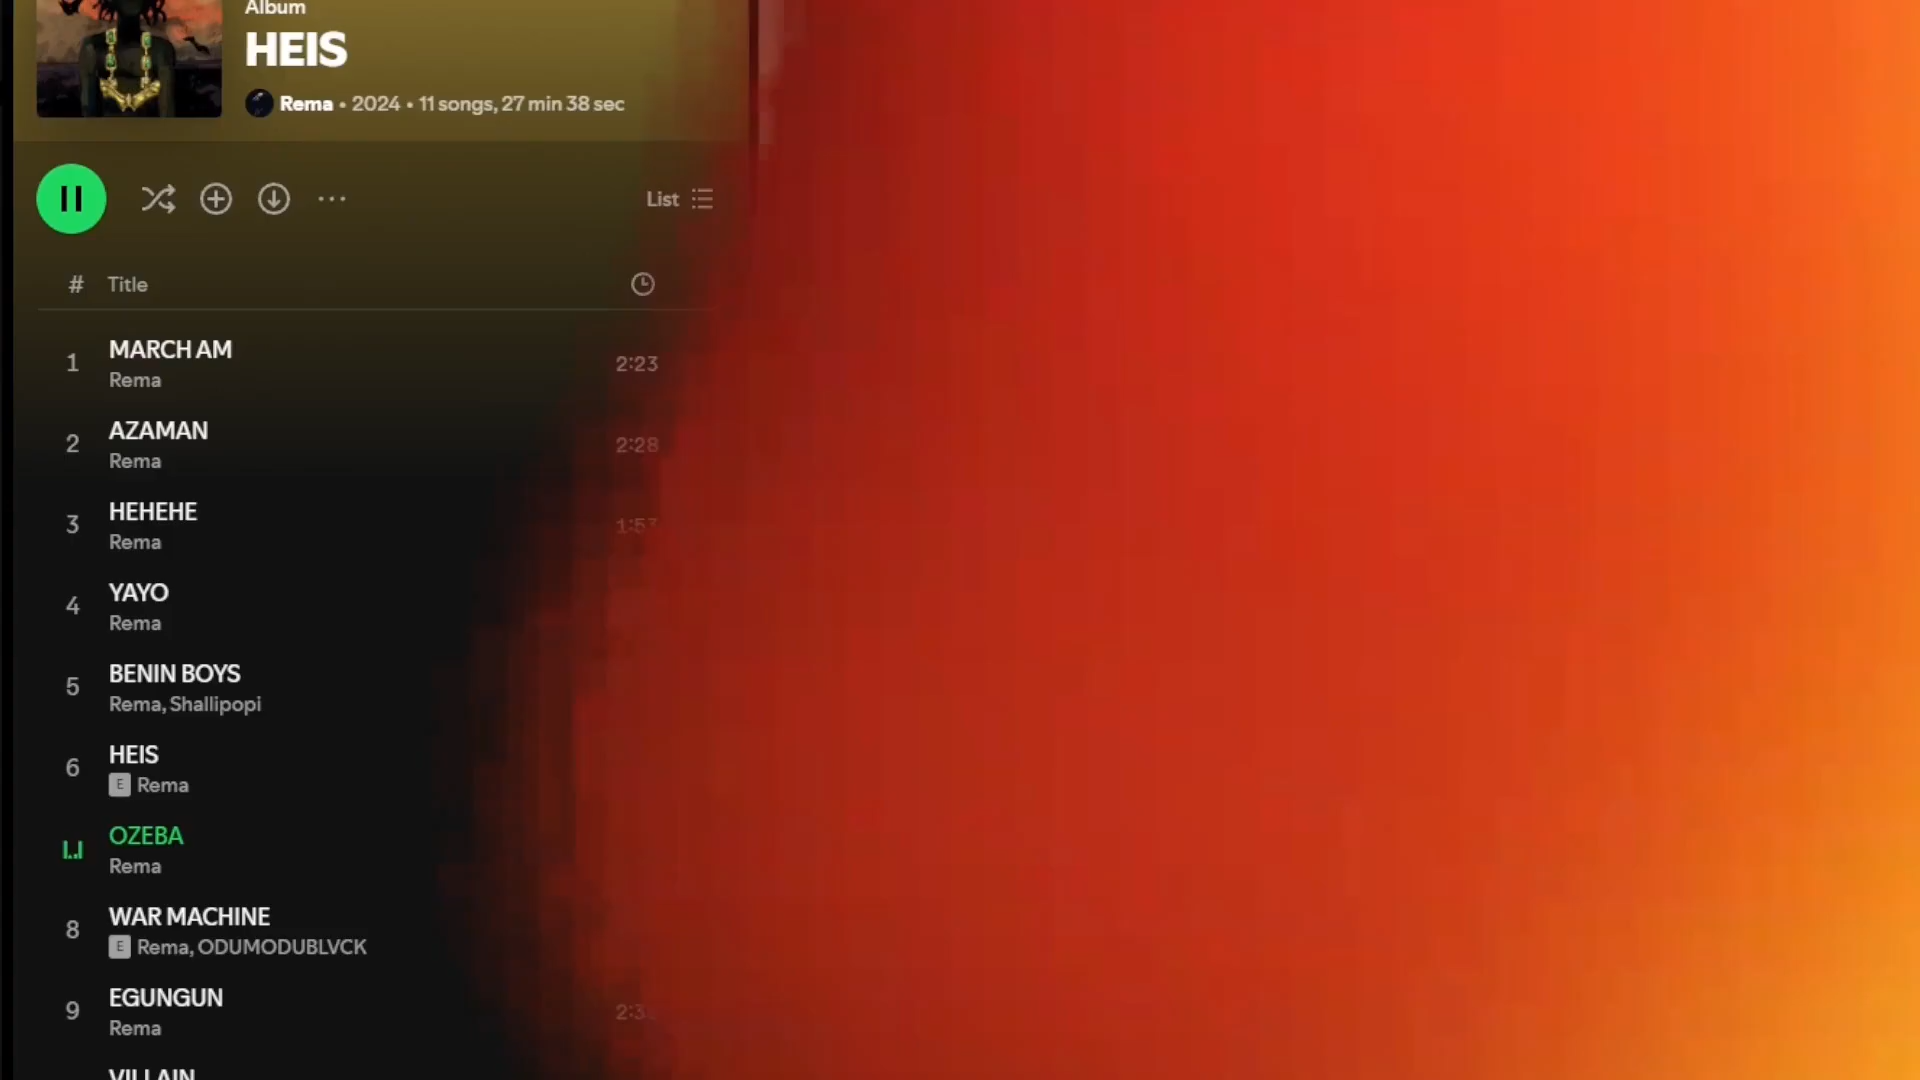 Album
HEIS
Rema • 2024 • 11 songs, 27 min 38 sec
List
# Title
1 MARCH AM 2:23
Rema
2 AZAMAN 2:28
Rema
3 HEHEHE
Rema
4 YAYO
Rema
5 BENIN BOYS
Rema, Shallipopi
6 HEIS
E Rema
OZEBA
Rema
8 WAR MACHINE
E Rema, ODUMODUBLVCK
9 EGUNGUN
Rema
VILLAIN